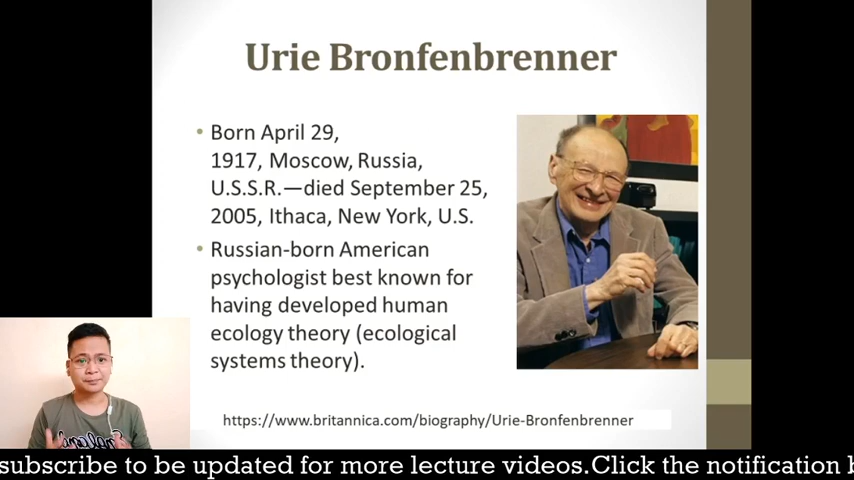 Urie Bronfenbrenner
• Born April 29,
1917, Moscow, Russia,
U.S.S.R.—died September 25,
2005, Ithaca, New York, U.S.
• Russian-born American
psychologist best known for
having developed human
ecology theory (ecological
systems theory).
https://www.britannica.com/biography/Urie-Bronfenbrenner
subscribe to be updated for more lecture videos.Click the notification